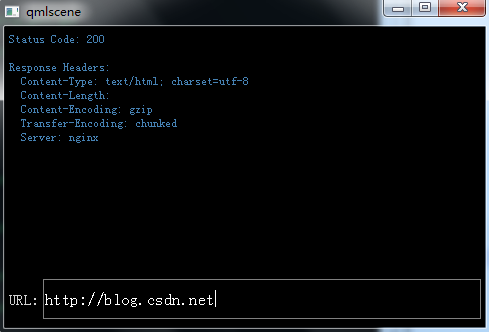 qmlscene
Status Code: 200
Response Headers:
Content-Type: text/html; charset=utf-8
Content-Length:
Content-Encoding: gzip
Transfer-Encoding: chunked
Server: nginx
URL: http://blog.csdn.net